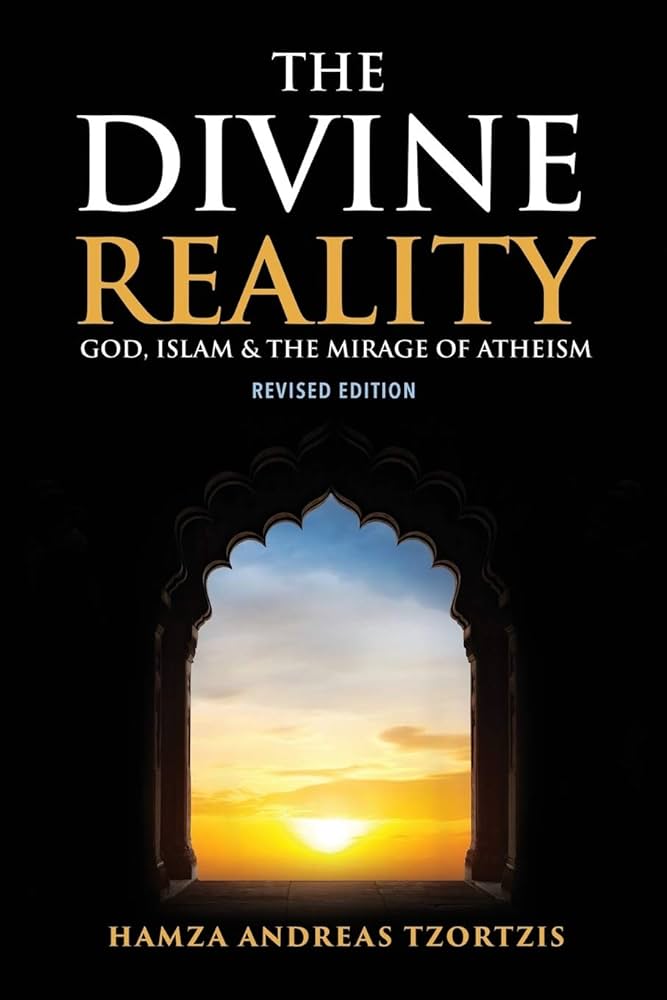 THE
DIVINE
REALITY
GOD, ISLAM & THE MIRAGE OF ATHEISM
REVISED EDITION
HAMZA ANDREAS TZORTZIS